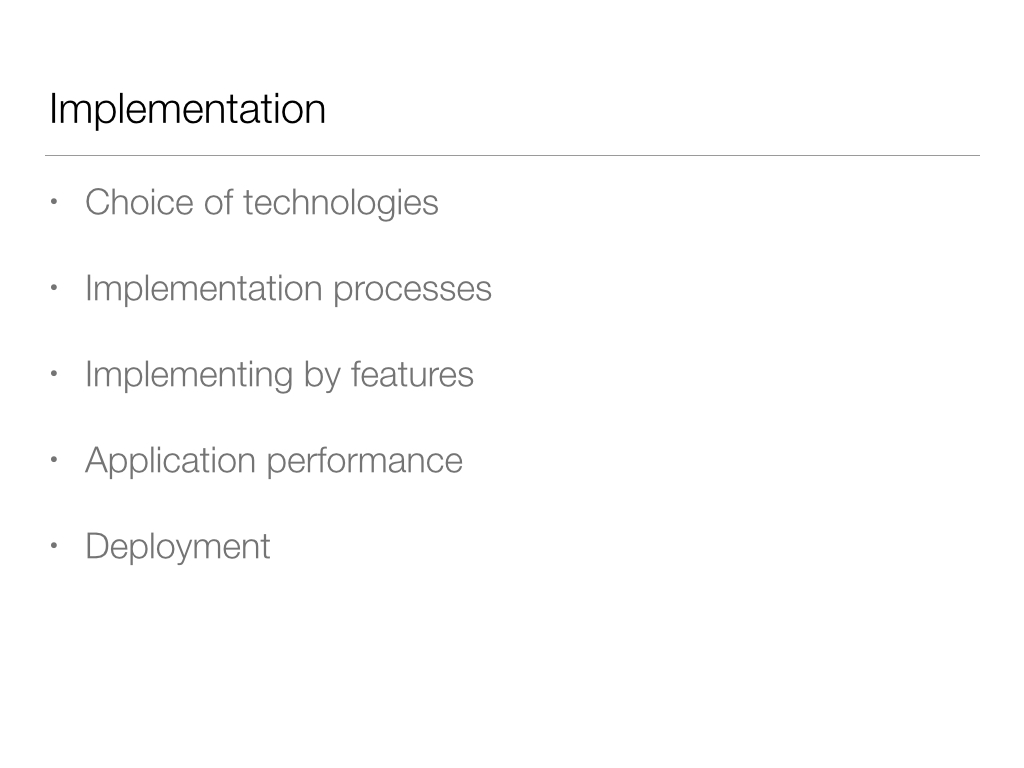 Implementation
• Choice of technologies
• Implementation processes
• Implementing by features
• Application performance
• Deployment